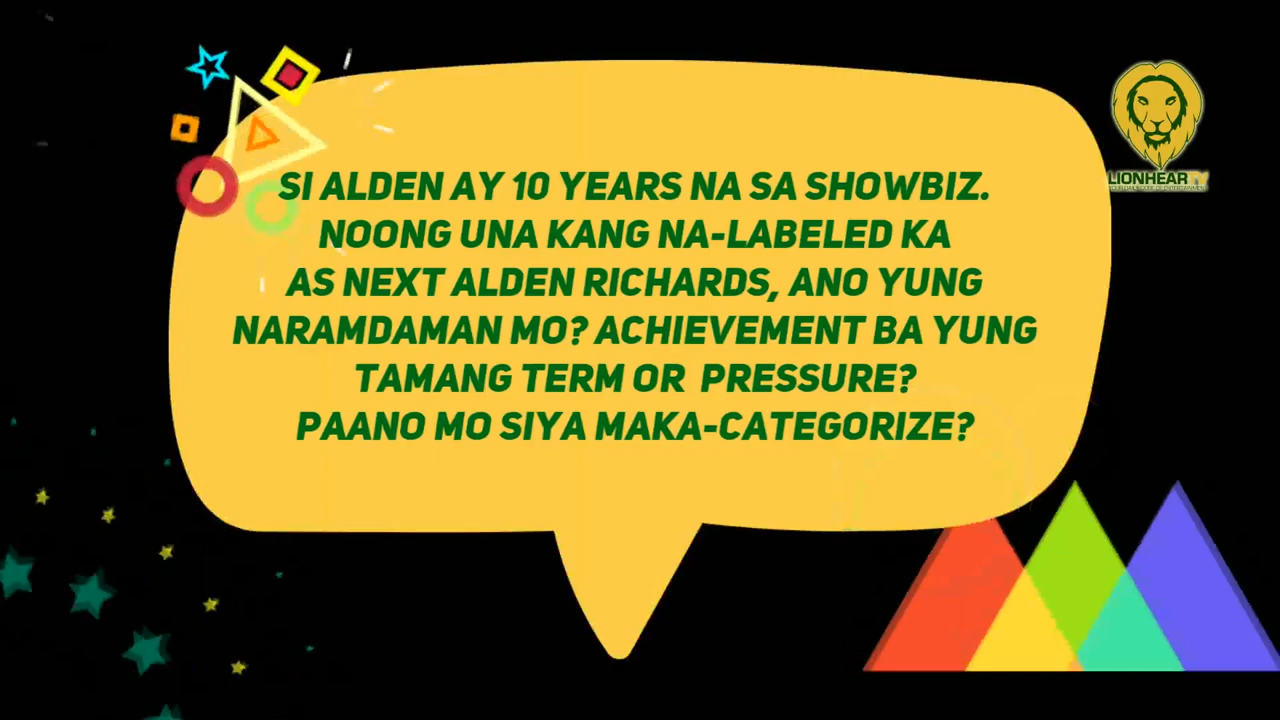 SI ALDEN AY 10 YEARS NA SA SHOWBIZ.
NOONG UNA KANG NA-LABELED KA
AS NEXT ALDEN RICHARDS, ANO YUNG
NARAMDAMAN MO? ACHIEVEMENT BA YUNG
TAMANG TERM OR PRESSURE?
PAANO MO SIYA MAKA-CATEGORIZE?
LIONHEARTV